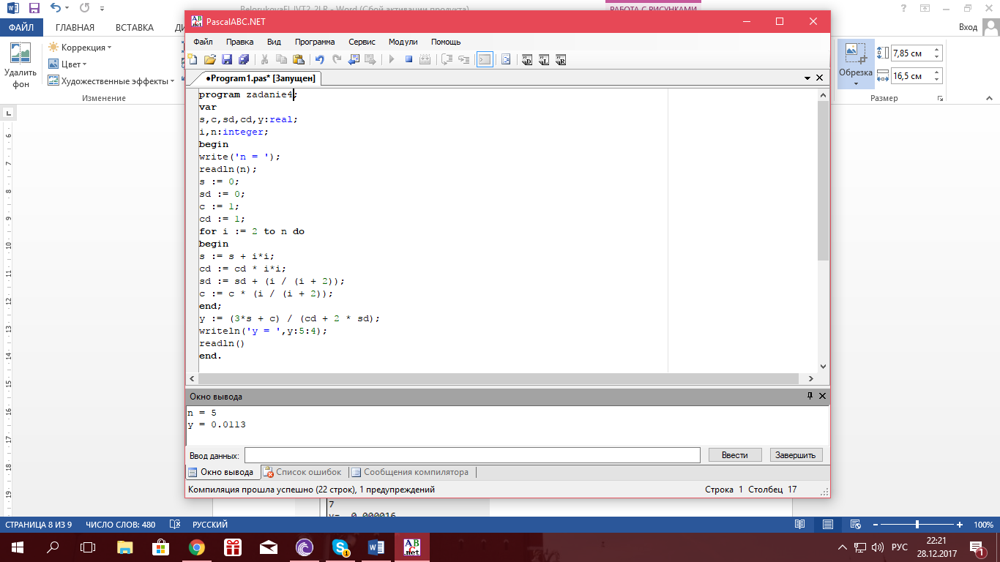 BelorukovaEI_IVT2_2LR - Word (Сбой активации продукта)
РАБОТА С РИСУНКАМИ
ФАЙЛ ГЛАВНАЯ ВСТАВКА
Вход
Коррекция
Цвет
Художественные эффекты
Удалить фон
Изменение
Обрезка
7,85 см
16,5 см
Размер
PascalABC.NET
Файл Правка Вид Программа Сервис Модули Помощь
•Program1.pas* [Запущен]
program zadanie4;
var
s,c,sd,cd,y:real;
i,n:integer;
begin
write('n = ');
readln(n);
s := 0;
sd := 0;
c := 1;
cd := 1;
for i := 2 to n do
begin
s := s + i*i;
cd := cd * i*i;
sd := sd + (i / (i + 2));
c := c * (i / (i + 2));
end;
y := (3*s + c) / (cd + 2 * sd);
writeln('y = ',y:5:4);
readln()
end.
Окно вывода
n = 5
y = 0.0113
Ввод данных: Ввести Завершить
Окно вывода Список ошибок Сообщения компилятора
Компиляция прошла успешно (22 строк), 1 предупреждений Строка 1 Столбец 17
7
y= 0.000016
СТРАНИЦА 8 ИЗ 9 ЧИСЛО СЛОВ: 480 РУССКИЙ 100%
РУС
22:21
28.12.2017